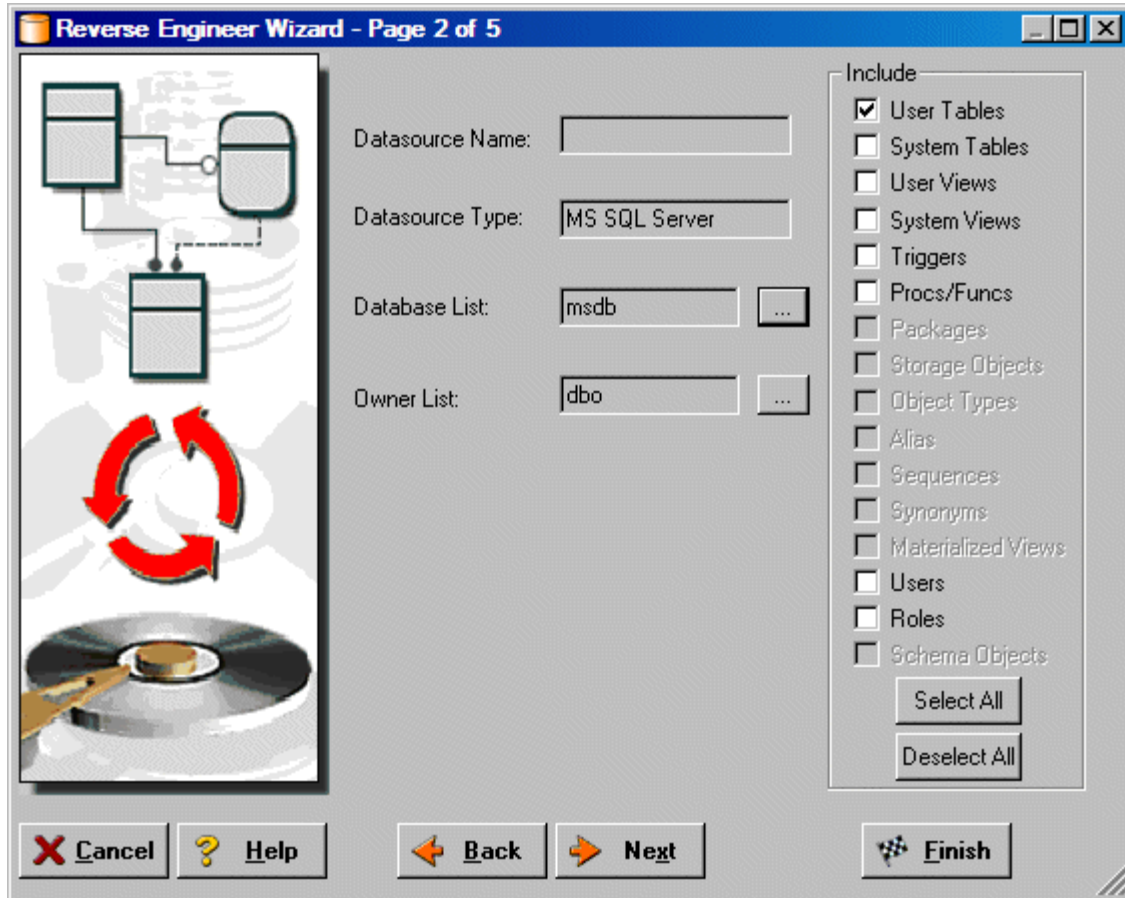 Reverse Engineer Wizard - Page 2 of 5
Datasource Name:
Datasource Type:
MS SQL Server
Database List:
msdb
...
Owner List:
dbo
...
Include
User Tables
System Tables
User Views
System Views
Triggers
Procs/Funcs
Packages
Storage Objects
Object Types
Alias
Sequences
Synonyms
Materialized Views
Users
Roles
Schema Objects
Select All
Deselect All
Cancel
Help
Back
Next
Finish